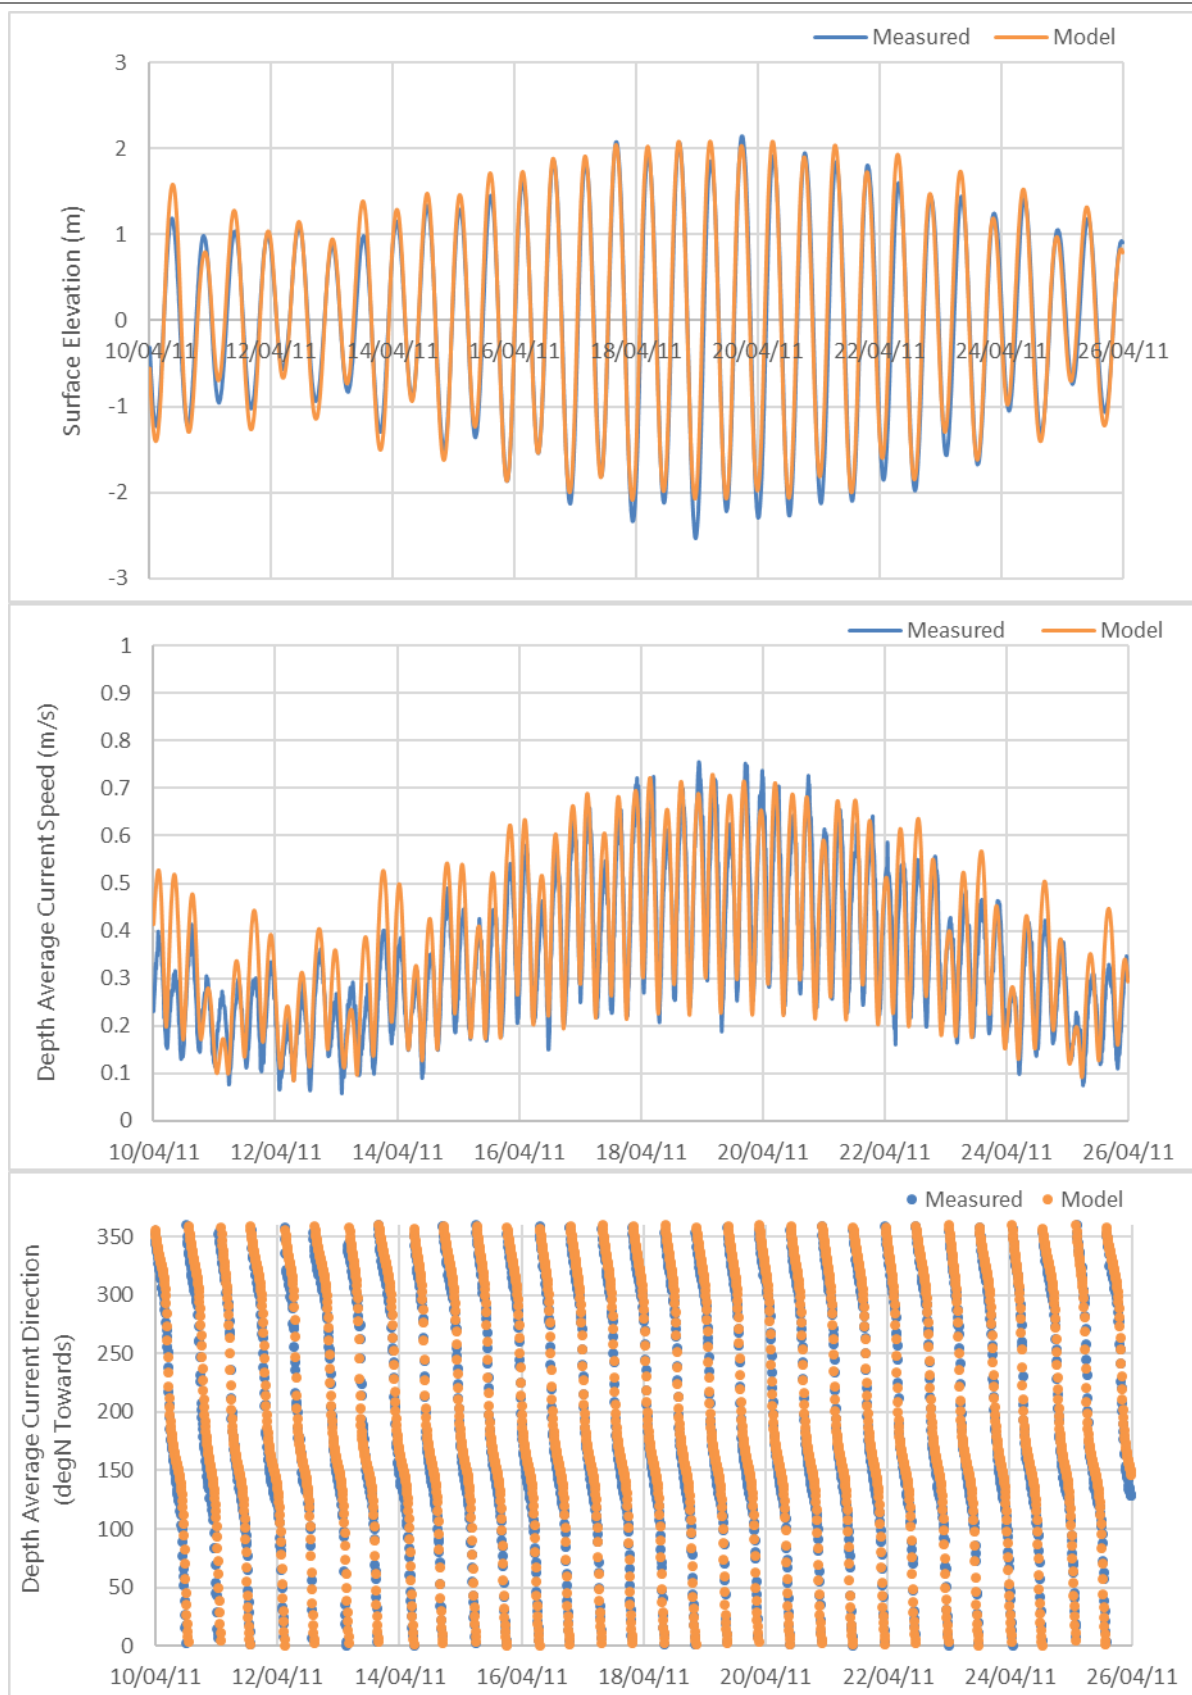 Measured Model
3
2
1
0
-1
-2
-3
Surface Elevation (m)
10/04/11 12/04/11 14/04/11 16/04/11 18/04/11 20/04/11 22/04/11 24/04/11 26/04/11
Measured Model
1
0.9
0.8
0.7
0.6
0.5
0.4
0.3
0.2
0.1
0
Depth Average Current Speed (m/s)
10/04/11 12/04/11 14/04/11 16/04/11 18/04/11 20/04/11 22/04/11 24/04/11 26/04/11
Measured Model
350
300
250
200
150
100
50
0
Depth Average Current Direction
(degN Towards)
10/04/11 12/04/11 14/04/11 16/04/11 18/04/11 20/04/11 22/04/11 24/04/11 26/04/11